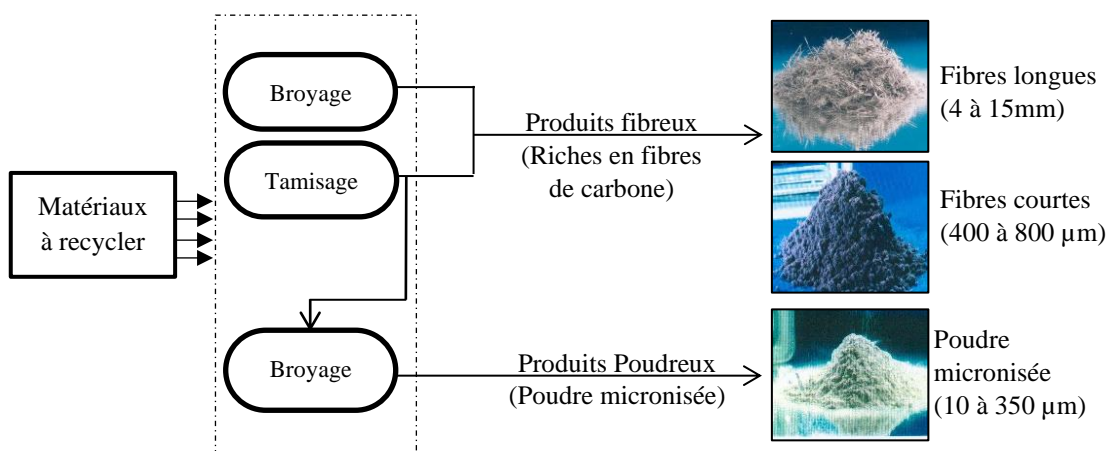 Matériaux
à recycler
Broyage
Tamisage
Broyage
Produits fibreux
(Riches en fibres
de carbone)
Produits Poudreux
(Poudre micronisée)
Fibres longues
(4 à 15mm)
Fibres courtes
(400 à 800 µm)
Poudre
micronisée
(10 à 350 µm)